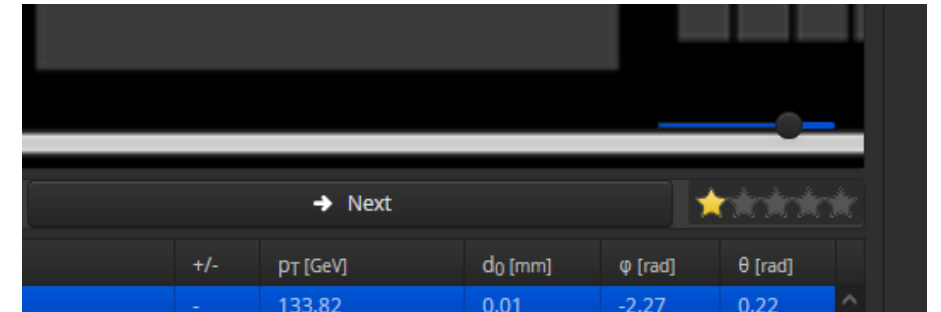 Next
+/- pT [GeV] d0 [mm] φ [rad] θ [rad]
- 133.82 0.01 -2.27 0.22